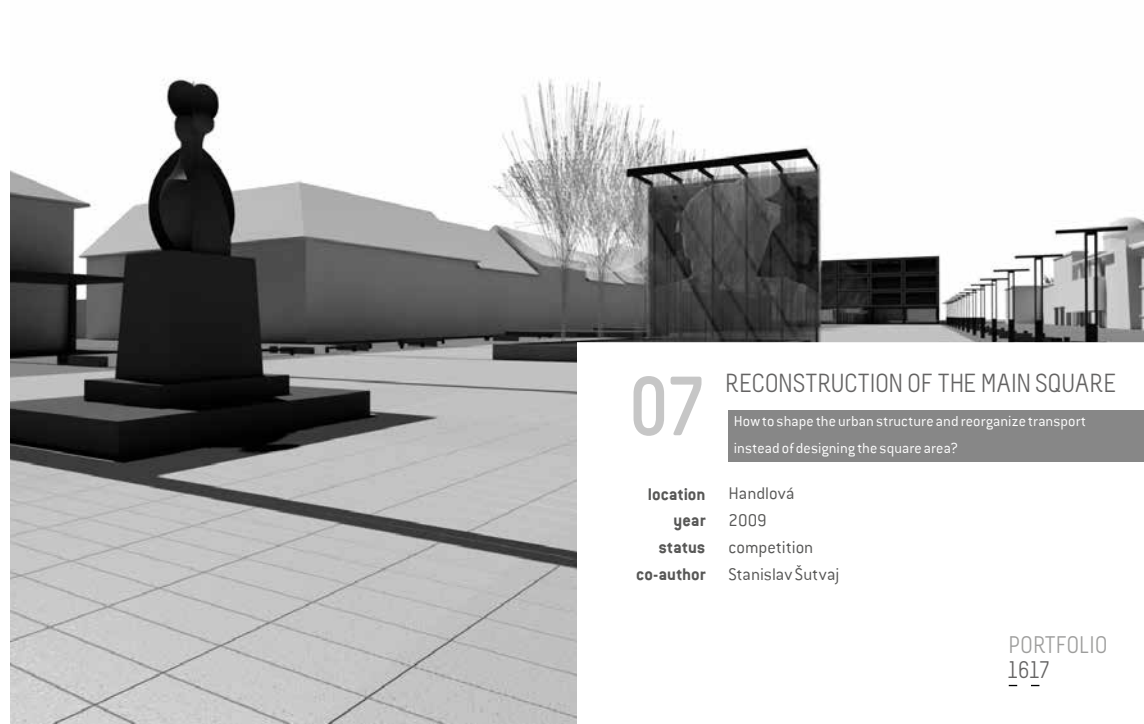 07
RECONSTRUCTION OF THE MAIN SQUARE
How to shape the urban structure and reorganize transport
instead of designing the square area?
location Handlová
year 2009
status competition
co-author Stanislav Šutvaj
PORTFOLIO
1617